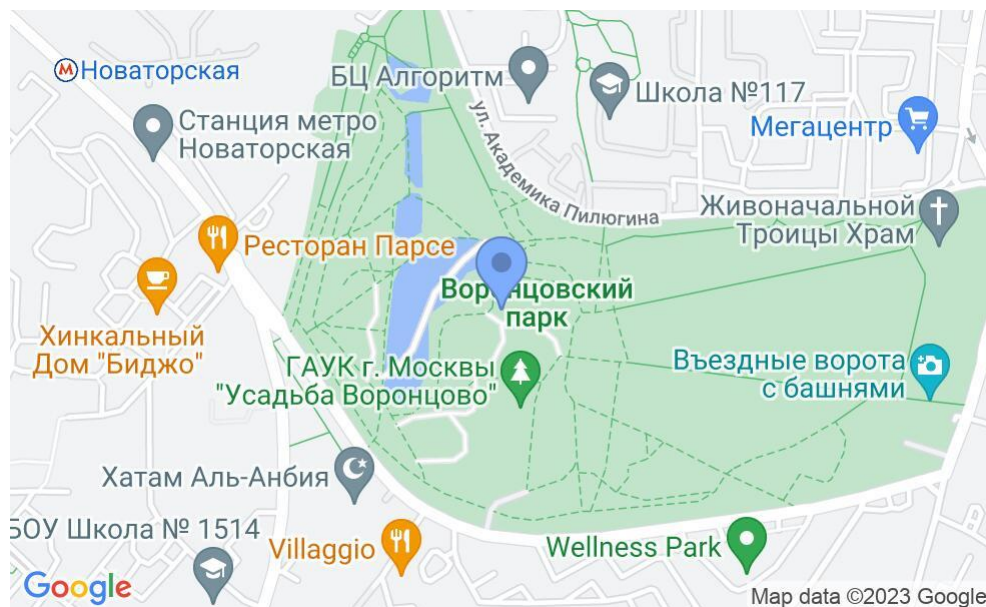 Новаторская
БЦ Алгоритм
Школа №117
Станция метро
Новаторская
Мегацентр
ул. Академика Пилюгина
Живоначальной
Троицы Храм
Ресторан Парсе
Воронцовский
парк
Хинкальный
Дом "Биджо"
ГАУК г. Москвы
"Усадьба Воронцово"
Въездные ворота
с башнями
Хатам Аль-Анбия
БОУ Школа № 1514
Villaggio
Wellness Park
Google
Map data ©2023 Google